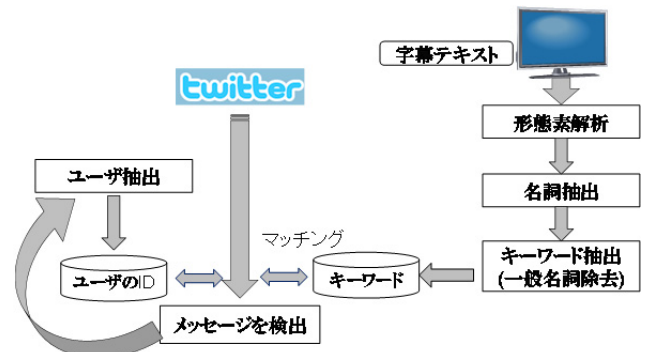 字幕テキスト
twitter
形態素解析
ユーザ抽出
名詞抽出
マッチング
キーワード抽出
(一般名詞除去)
ユーザのID
キーワード
メッセージを検出